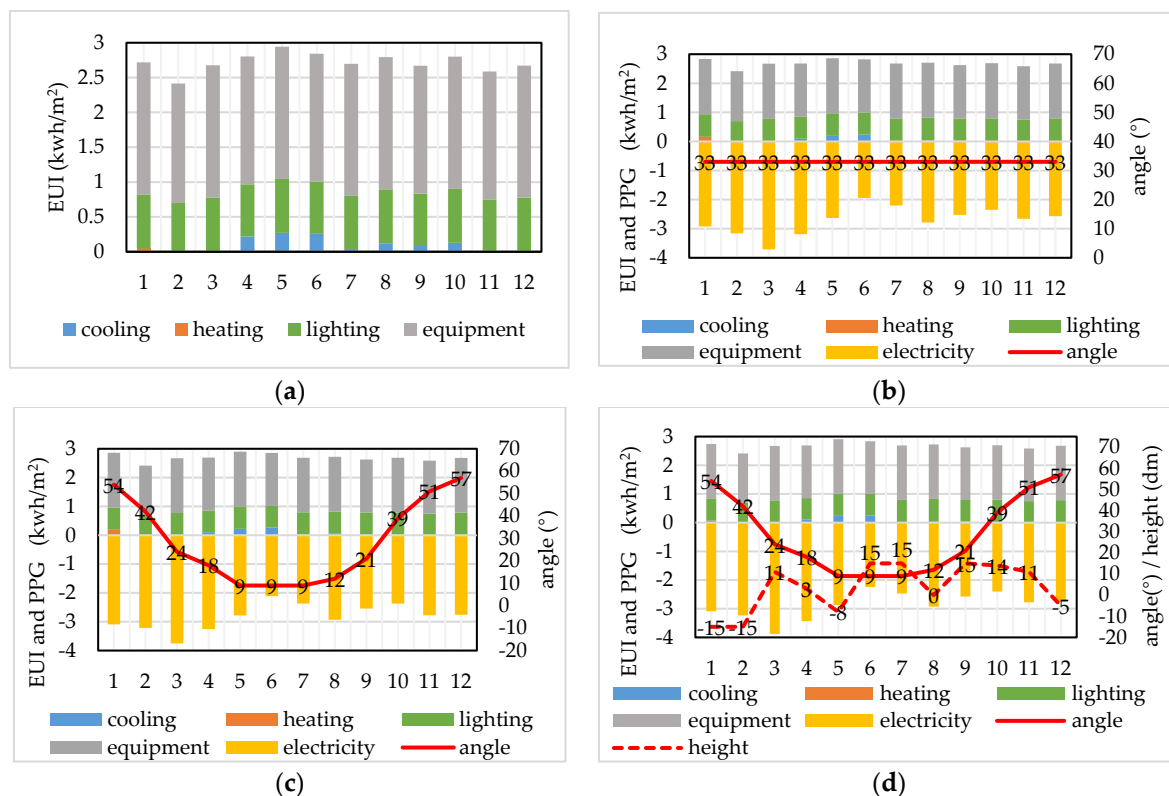 3
2.5
2
1.5
1
0.5
0
EUI (kwh/m²)
1 2 3 4 5 6 7 8 9 10 11 12
cooling heating lighting equipment
(a)
3
2
1
0
-1
-2
-3
-4
EUI and PPG (kwh/m²)
33 33 33 33 33 33 33 33 33 33 33 33
70
60
50
40
30
20
10
0
angle (°)
1 2 3 4 5 6 7 8 9 10 11 12
cooling heating lighting
equipment electricity angle
(b)
3
2
1
0
-1
-2
-3
-4
EUI and PPG (kwh/m²)
54 42 24 18 9 9 9 12 21 39 51 57
70
60
50
40
30
20
10
0
-10
-20
angle (°)
1 2 3 4 5 6 7 8 9 10 11 12
cooling heating lighting
equipment electricity angle
(c)
3
2
1
0
-1
-2
-3
-4
EUI and PPG (kwh/m²)
54 42 24 18 9 9 9 12 21 39 51 57
-15 -15 11 3 -8 15 15 0 15 14 11 -5
70
60
50
40
30
20
10
0
-10
-20
angle(°) / height (dm)
1 2 3 4 5 6 7 8 9 10 11 12
cooling heating lighting
equipment electricity angle
height
(d)